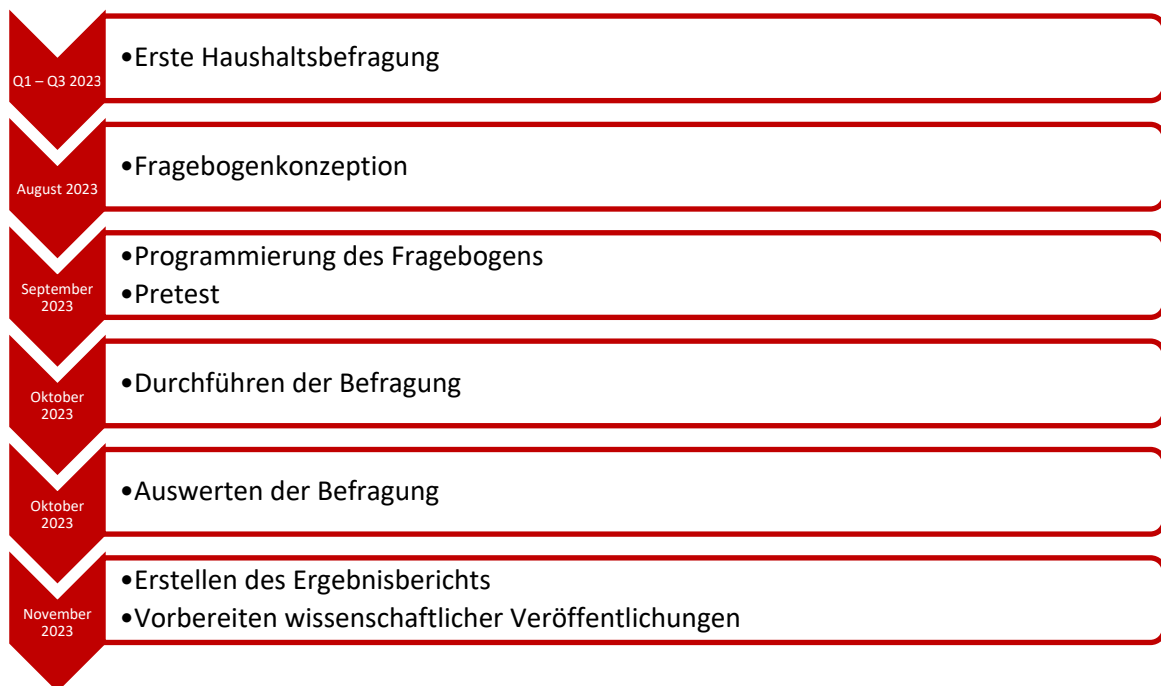 Q1 – Q3 2023
•Erste Haushaltsbefragung
August 2023
•Fragebogenkonzeption
September
2023
•Programmierung des Fragebogens
•Pretest
Oktober
2023
•Durchführen der Befragung
Oktober
2023
•Auswerten der Befragung
November
2023
•Erstellen des Ergebnisberichts
•Vorbereiten wissenschaftlicher Veröffentlichungen